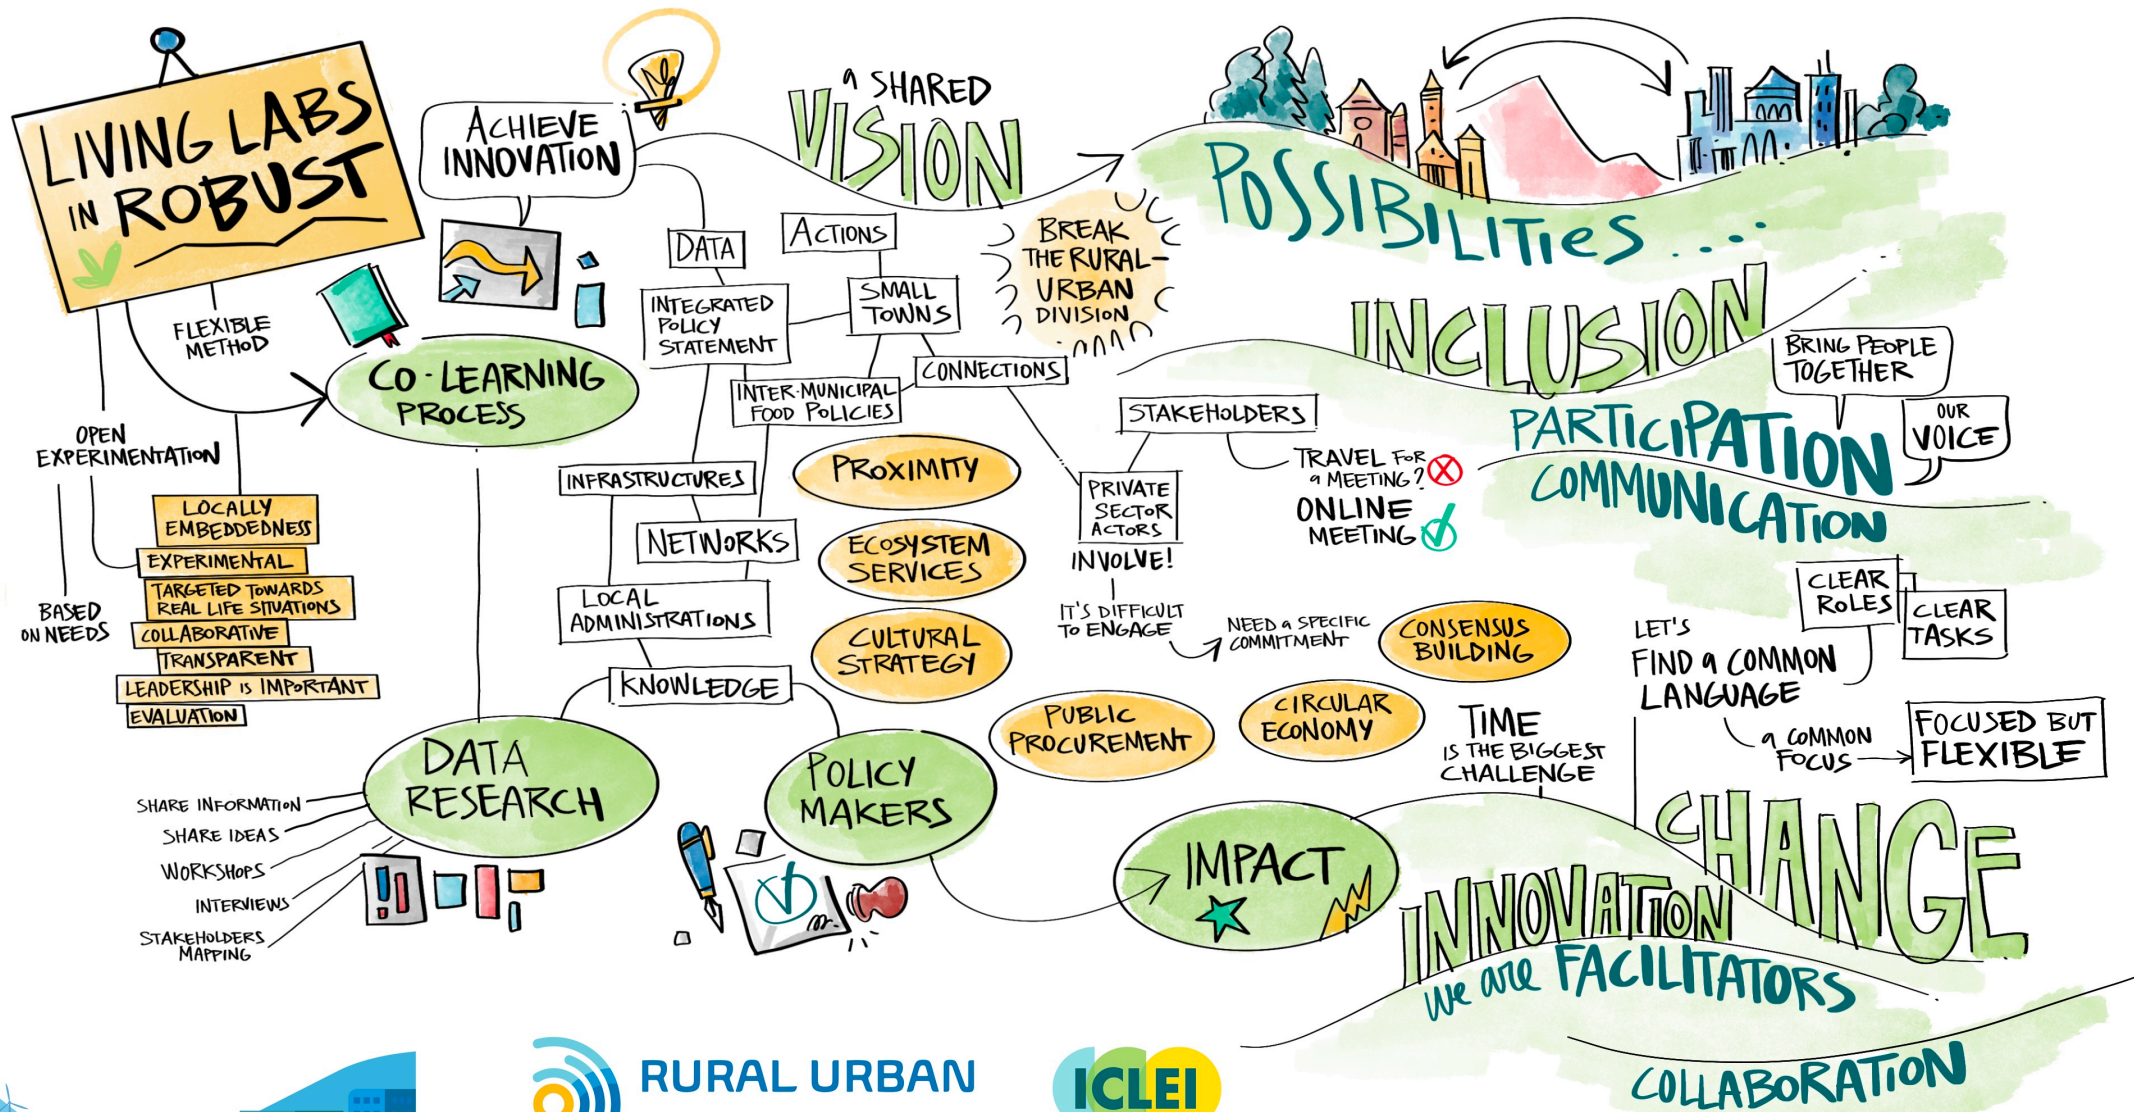 LIVING LABS
IN ROBUST
FLEXIBLE
METHOD
OPEN
EXPERIMENTATION
BASED
ON NEEDS
LOCALLY
EMBEDDEDNESS
EXPERIMENTAL
TARGETED TOWARDS
REAL LIFE SITUATIONS
COLLABORATIVE
TRANSPARENT
LEADERSHIP IS IMPORTANT
EVALUATION
CO-LEARNING
PROCESS
ACHIEVE
INNOVATION
a SHARED
VISION
DATA
ACTIONS
INTEGRATED
POLICY
STATEMENT
SMALL
TOWNS
INTER-MUNICIPAL
FOOD POLICIES
CONNECTIONS
BREAK
THE RURAL-
URBAN
DIVISION
INFRASTRUCTURES
NETWORKS
LOCAL
ADMINISTRATIONS
KNOWLEDGE
PROXIMITY
ECOSYSTEM
SERVICES
CULTURAL
STRATEGY
PUBLIC
PROCUREMENT
CIRCULAR
ECONOMY
CONSENSUS
BUILDING
STAKEHOLDERS
PRIVATE
SECTOR
ACTORS
INVOLVE!
IT'S DIFFICULT
TO ENGAGE
NEED a SPECIFIC
COMMITMENT
TRAVEL FOR
a MEETING?
ONLINE
MEETING
DATA
RESEARCH
SHARE INFORMATION
SHARE IDEAS
WORKSHOPS
INTERVIEWS
STAKEHOLDERS
MAPPING
POLICY
MAKERS
IMPACT
POSSIBILITIES ....
INCLUSION
BRING PEOPLE
TOGETHER
OUR
VOICE
PARTICIPATION
COMMUNICATION
CLEAR
ROLES
CLEAR
TASKS
LET'S
FIND a COMMON
LANGUAGE
a COMMON
FOCUS
FOCUSED BUT
FLEXIBLE
TIME
IS THE BIGGEST
CHALLENGE
CHANGE
INNOVATION
we are FACILITATORS
COLLABORATION
RURAL URBAN
ICLEI